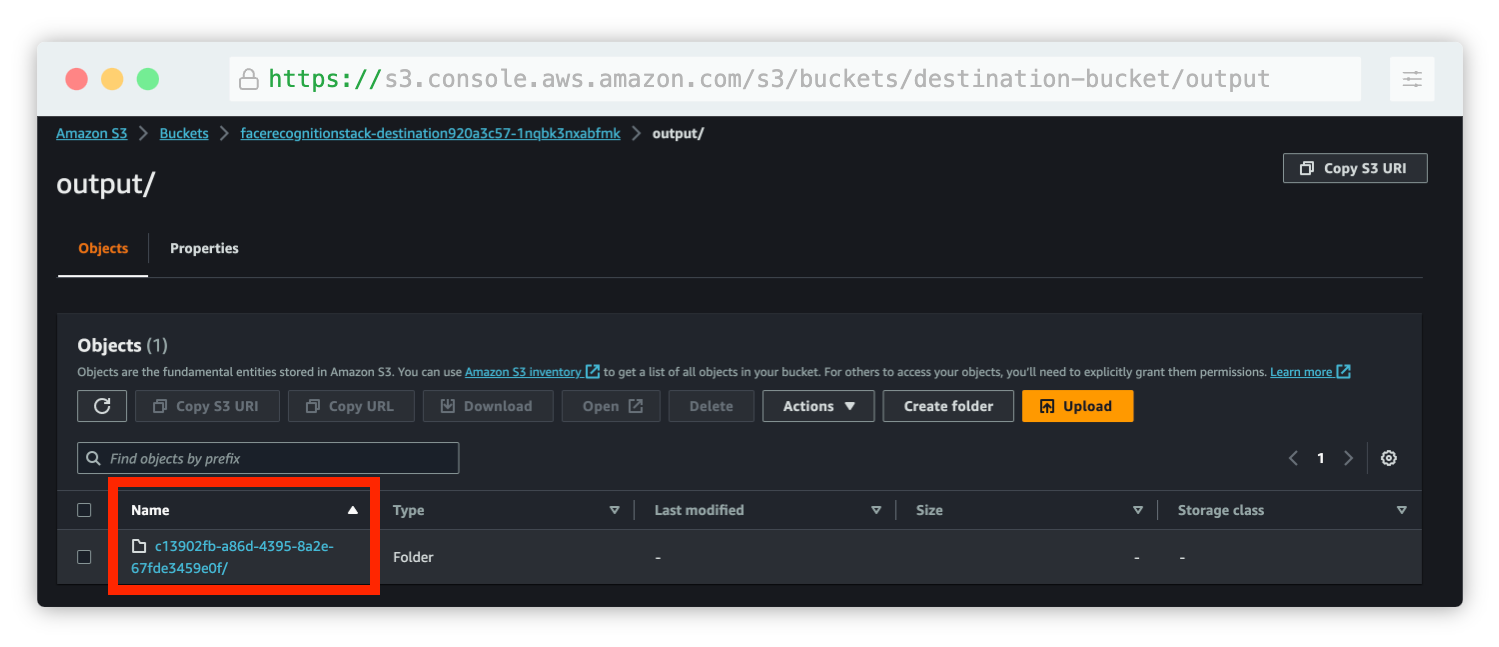 https://s3.console.aws.amazon.com/s3/buckets/destination-bucket/output
Amazon S3 > Buckets > facerecognitionstack-destination920a3c57-1nqbk3nxabfmk > output/
Copy S3 URI
output/
Objects Properties
Objects (1)
Objects are the fundamental entities stored in Amazon S3. You can use Amazon S3 inventory to get a list of all objects in your bucket. For others to access your objects, you'll need to explicitly grant them permissions. Learn more
Copy S3 URI Copy URL Download Open Delete Actions Create folder Upload
Find objects by prefix 1
Name Type Last modified Size Storage class
c13902fb-a86d-4395-8a2e-
67fde3459e0f/ Folder - - -